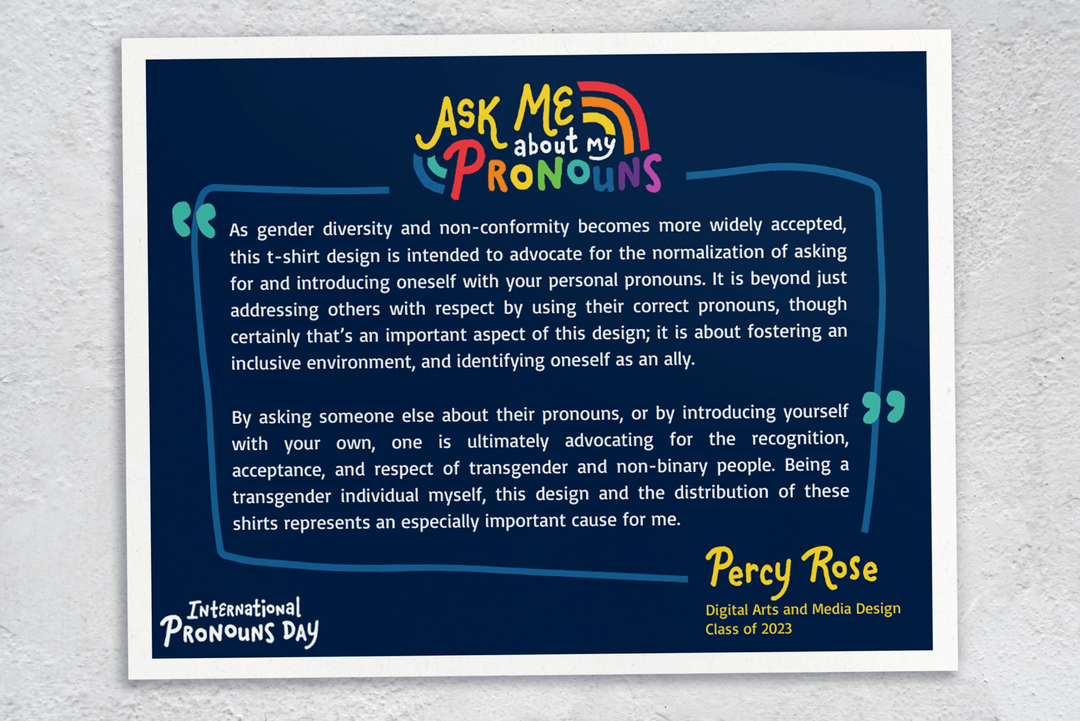 ASK ME
about my
PRONOUNS
“
As gender diversity and non-conformity becomes more widely accepted,
this t-shirt design is intended to advocate for the normalization of asking
for and introducing oneself with your personal pronouns. It is beyond just
addressing others with respect by using their correct pronouns, though
certainly that's an important aspect of this design; it is about fostering an
inclusive environment, and identifying oneself as an ally.
By asking someone else about their pronouns, or by introducing yourself
with your own, one is ultimately advocating for the recognition,
acceptance, and respect of transgender and non-binary people. Being a
transgender individual myself, this design and the distribution of these
shirts represents an especially important cause for me.
”
Percy Rose
Digital Arts and Media Design
Class of 2023
INTERNATIONAL
PRONOUNS DAY